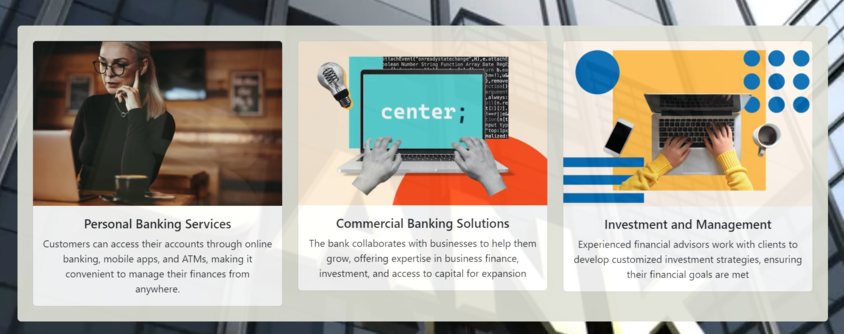 center;
Personal Banking Services
Customers can access their accounts through online
banking, mobile apps, and ATMs, making it
convenient to manage their finances from
anywhere.
Commercial Banking Solutions
The bank collaborates with businesses to help them
grow, offering expertise in business finance,
investment, and access to capital for expansion
Investment and Management
Experienced financial advisors work with clients to
develop customized investment strategies, ensuring
their financial goals are met